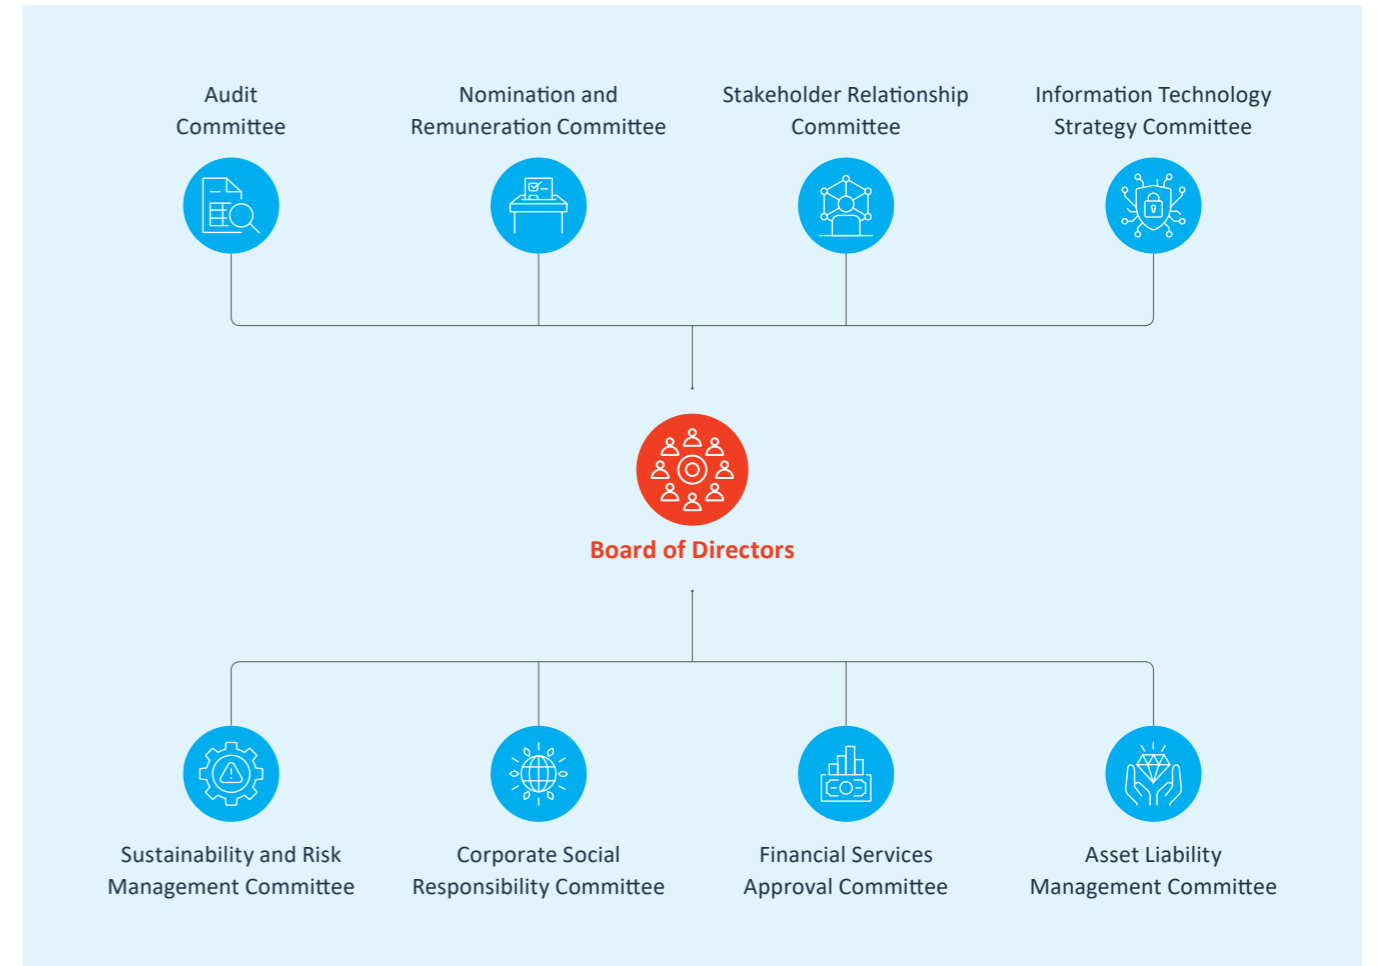 Audit
Committee
Nomination and
Remuneration Committee
Stakeholder Relationship
Committee
Information Technology
Strategy Committee
Board of Directors
Sustainability and Risk
Management Committee
Corporate Social
Responsibility Committee
Financial Services
Approval Committee
Asset Liability
Management Committee